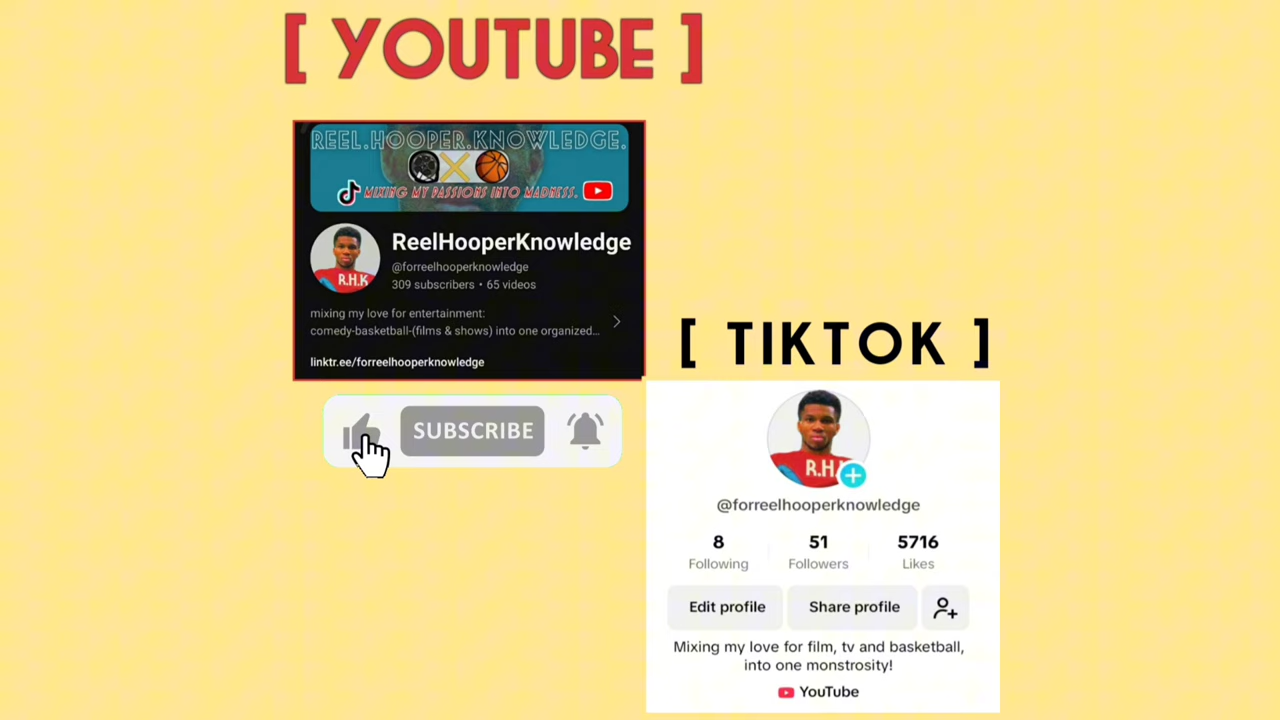 [ YOUTUBE ]
REEL.HOOPER.KNOWLEDGE.
MIXING MY PASSIONS INTO MADNESS.
R.H.K
ReelHooperKnowledge
@forreelhooperknowledge
309 subscribers • 65 videos
mixing my love for entertainment:
comedy-basketball-(films & shows) into one organized...
linktr.ee/forreelhooperknowledge
SUBSCRIBE
[ TIKTOK ]
R.H.
@forreelhooperknowledge
8 51 5716
Following Followers Likes
Edit profile Share profile
Mixing my love for film, tv and basketball,
into one monstrosity!
YouTube